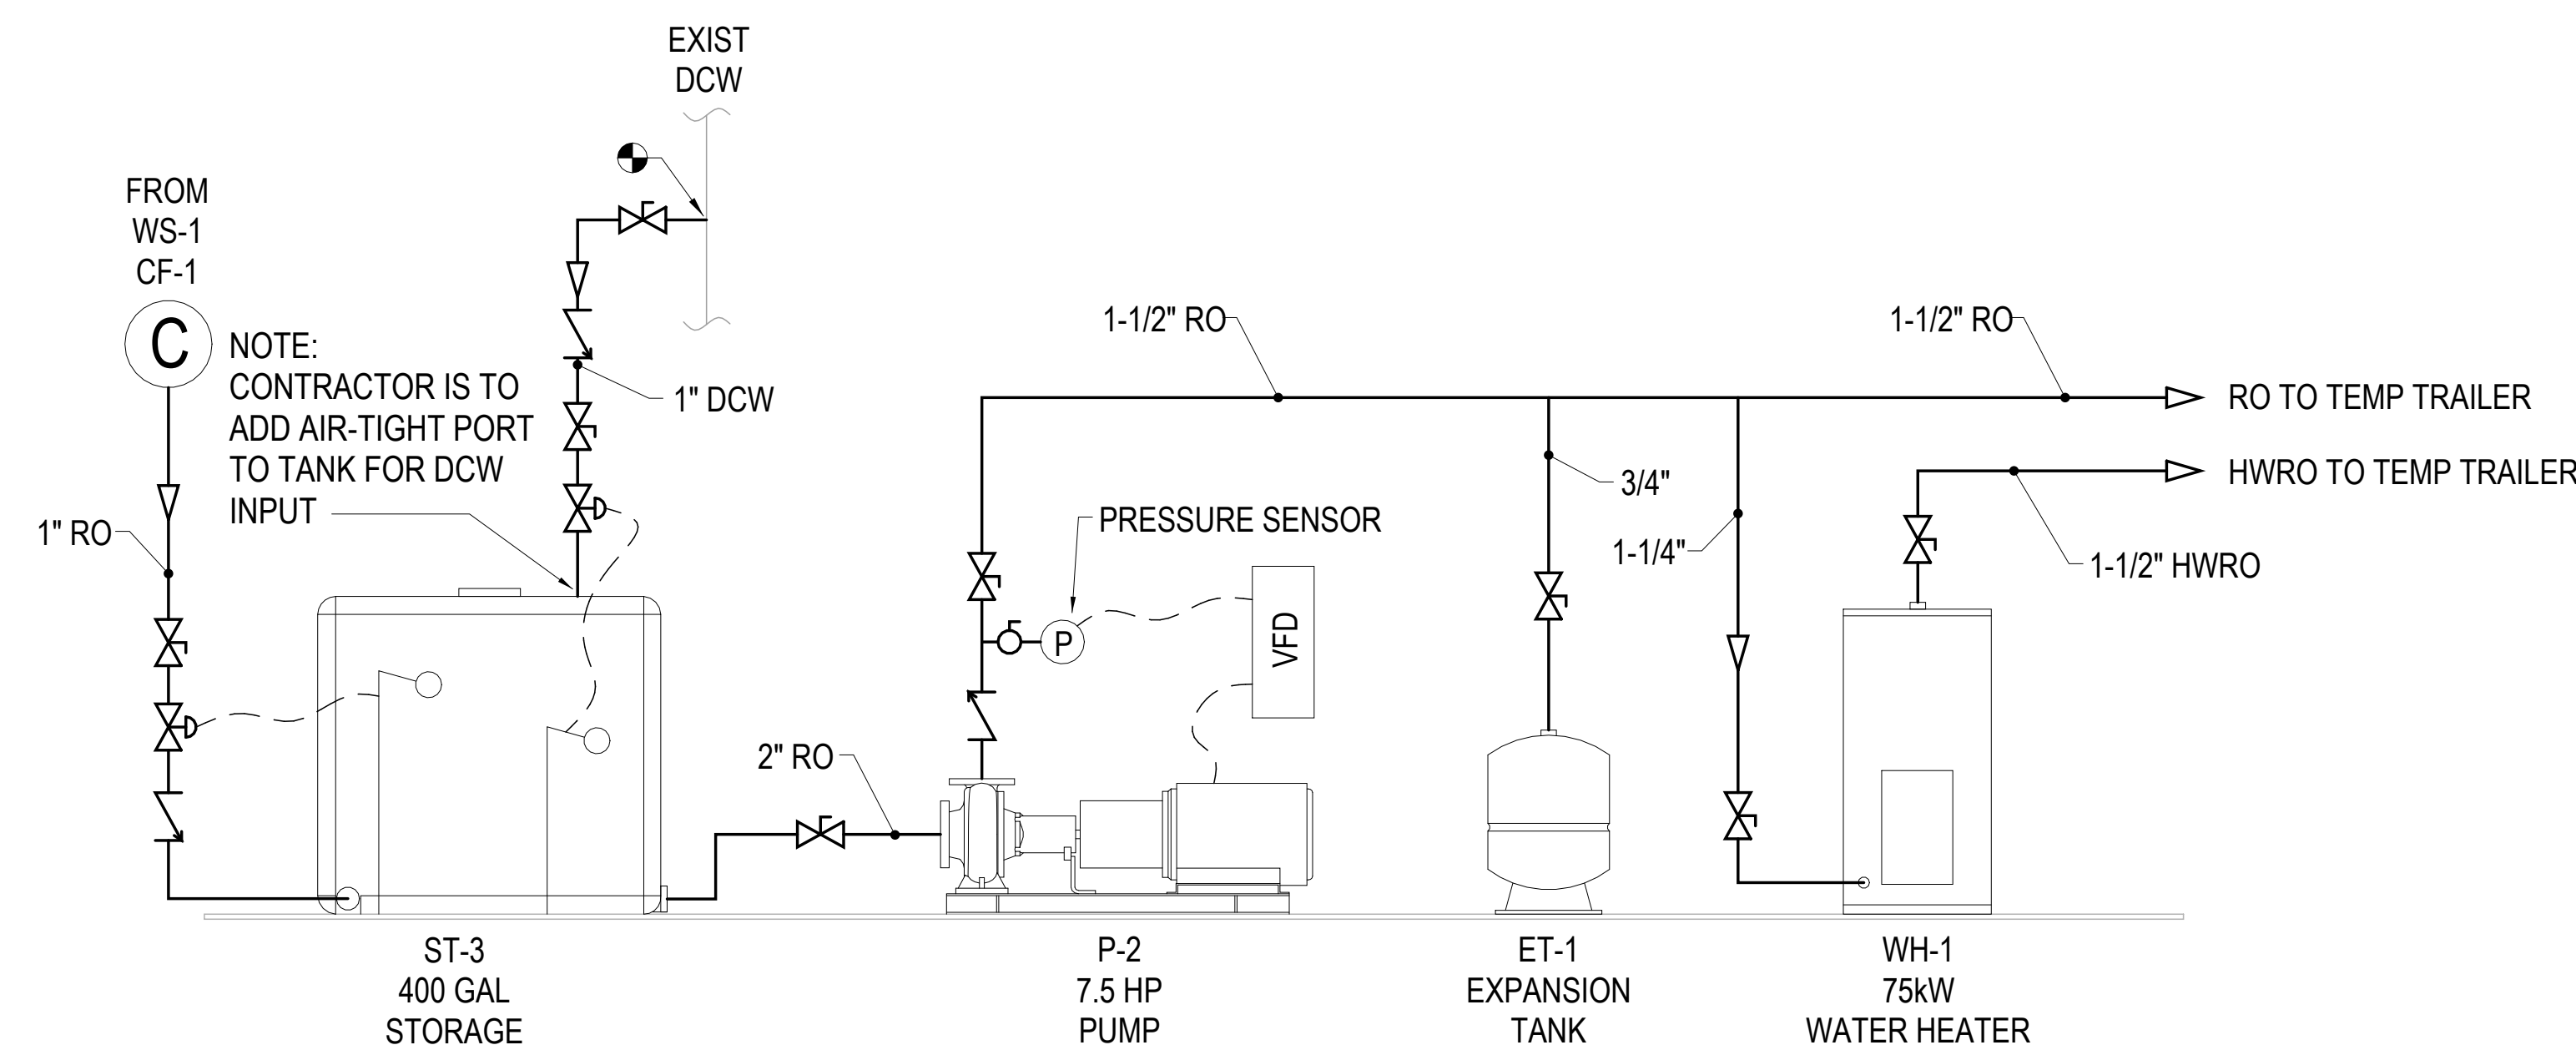 EXIST
DCW
FROM
WS-1
CF-1
C
NOTE:
CONTRACTOR IS TO
ADD AIR-TIGHT PORT
TO TANK FOR DCW
INPUT
1" DCW
1" RO
1-1/2" RO
1-1/2" RO
RO TO TEMP TRAILER
HWRO TO TEMP TRAILER
3/4"
PRESSURE SENSOR
1-1/4"
1-1/2" HWRO
P
VFD
2" RO
ST-3
400 GAL
STORAGE
P-2
7.5 HP
PUMP
ET-1
EXPANSION
TANK
WH-1
75kW
WATER HEATER